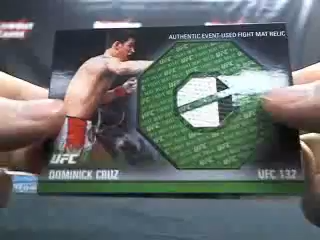 AUTHENTIC EVENT-USED FIGHT MAT RELIC
UFC
DOMINICK CRUZ
UFC 132